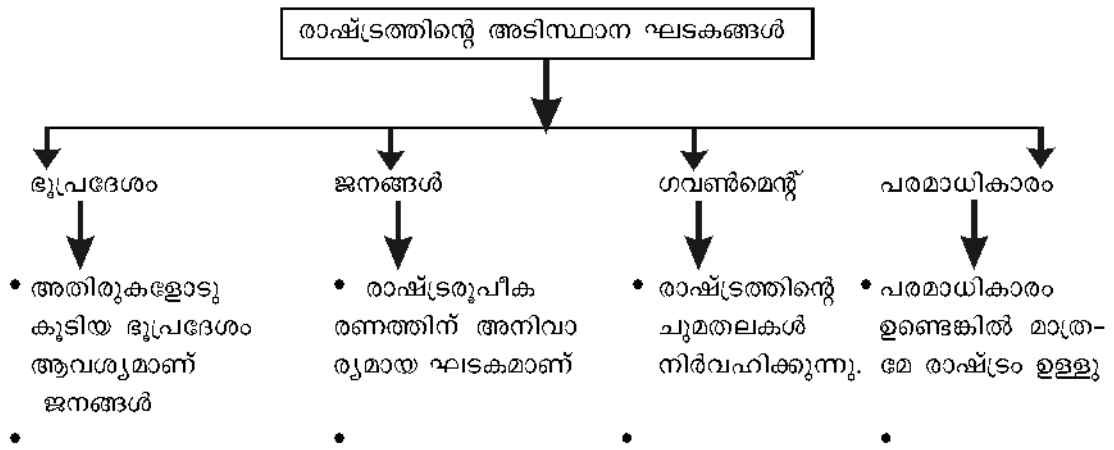 രാഷ്ട്രത്തിന്റെ അടിസ്ഥാന ഘടകങ്ങൾ
ഭൂപ്രദേശം
ജനങ്ങൾ
ഗവൺമെന്റ്
പരമാധികാരം
• അതിരുകളോടു
കൂടിയ ഭൂപ്രദേശം
ആവശ്യമാണ്
ജനങ്ങൾ
•
• രാഷ്ട്രരൂപീക
രണത്തിന് അനിവാ
ര്യമായ ഘടകമാണ്
•
• രാഷ്ട്രത്തിന്റെ
ചുമതലകൾ
നിർവഹിക്കുന്നു.
•
• പരമാധികാരം
ഉണ്ടെങ്കിൽ മാത്ര-
മേ രാഷ്ട്രം ഉള്ളു
•